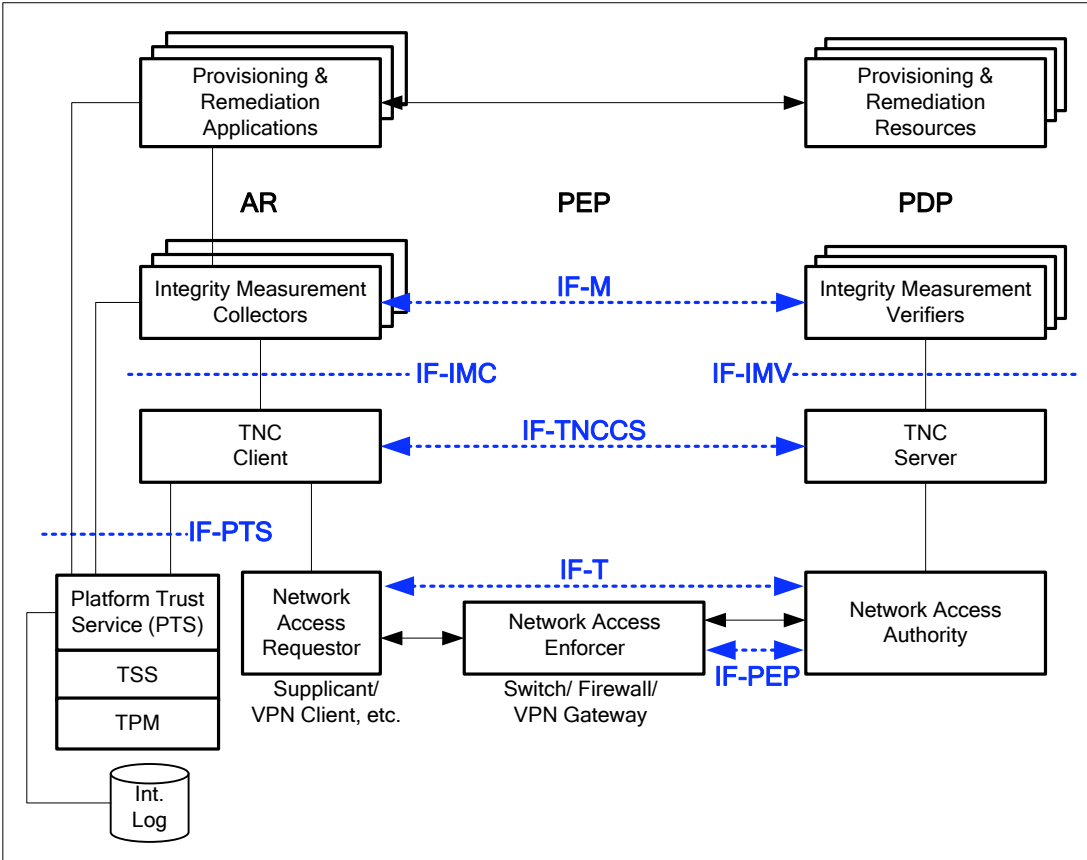 Provisioning &
Remediation
Applications
Provisioning &
Remediation
Resources
AR
PEP
PDP
Integrity Measurement
Collectors
IF-M
Integrity Measurement
Verifiers
IF-IMC
IF-IMV
TNC
Client
IF-TNCCS
TNC
Server
IF-PTS
Platform Trust
Service (PTS)
TSS
TPM
Int.
Log
Network
Access
Requestor
Supplicant/
VPN Client, etc.
IF-T
Network Access
Enforcer
Switch/ Firewall/
VPN Gateway
IF-PEP
Network Access
Authority